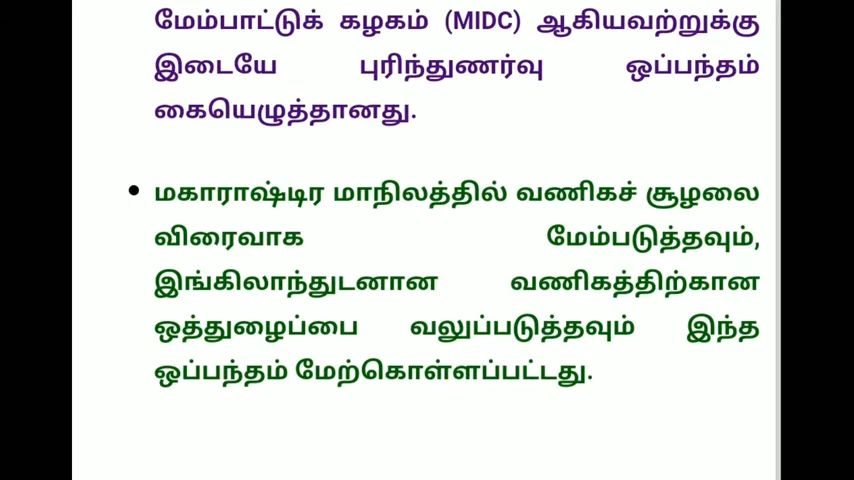 மேம்பாட்டுக் கழகம் (MIDC) ஆகியவற்றுக்கு
இடையே புரிந்துணர்வு ஒப்பந்தம்
கையெழுத்தானது.
• மகாராஷ்டிர மாநிலத்தில் வணிகச் சூழலை
விரைவாக மேம்படுத்தவும்,
இங்கிலாந்துடனான வணிகத்திற்கான
ஒத்துழைப்பை வலுப்படுத்தவும் இந்த
ஒப்பந்தம் மேற்கொள்ளப்பட்டது.